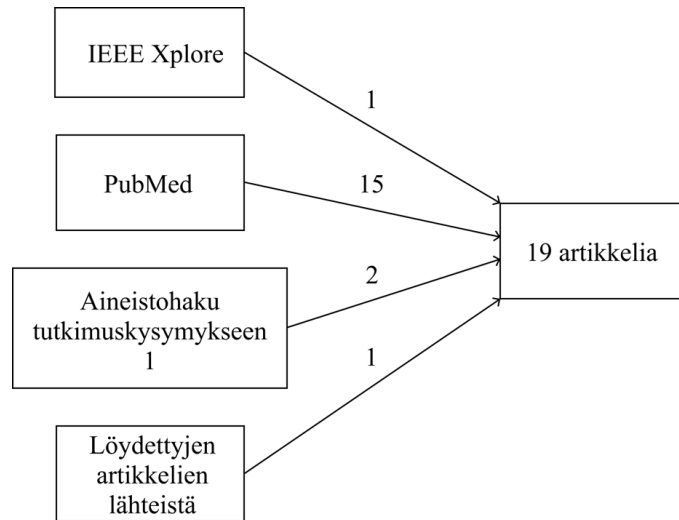 IEEE Xplore
1
PubMed
15
19 artikkelia
Aineistohaku
tutkimuskysymykseen
1
2
Löydettyjen
artikkelien
lähteistä
1